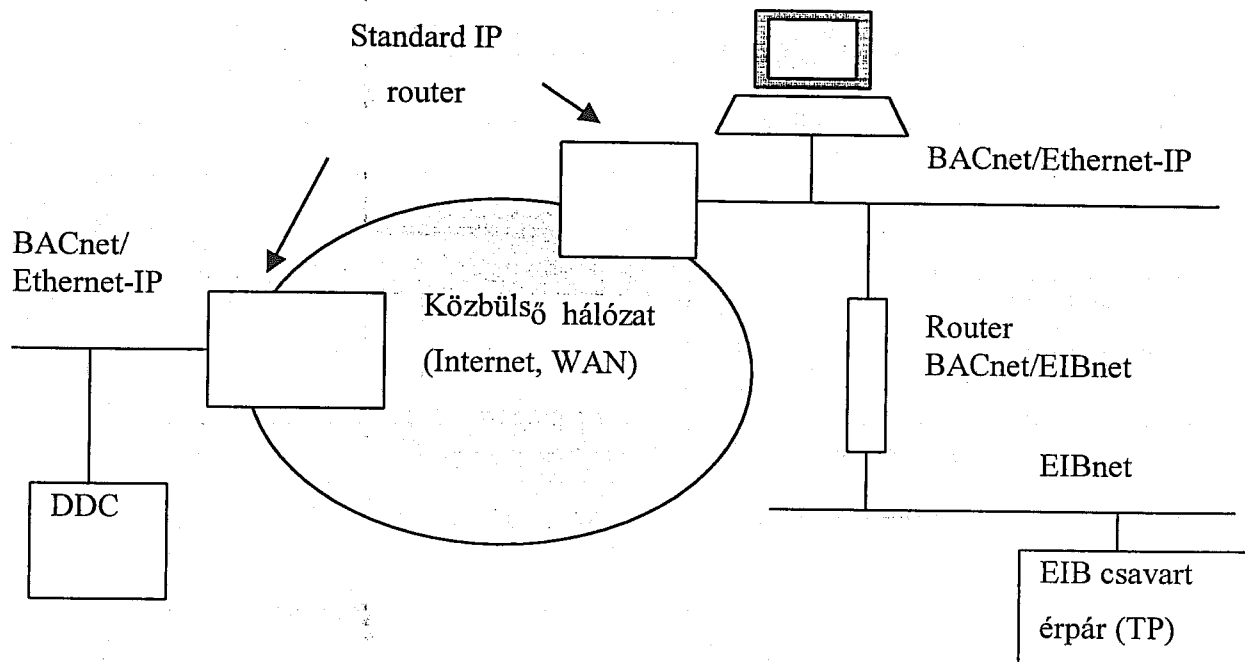 Standard IP
router
BACnet/Ethernet-IP
BACnet/
Ethernet-IP
Közbülső hálózat
(Internet, WAN)
Router
BACnet/EIBnet
EIBnet
DDC
EIB csavart
érpár (TP)